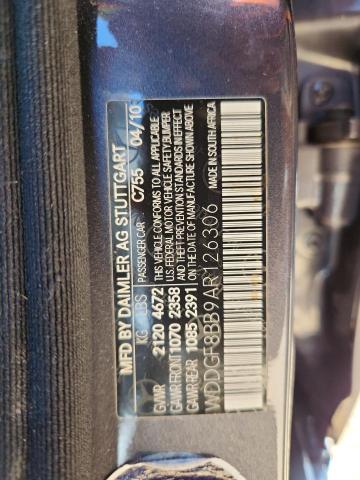 MFD BY DAIMLER AG STUTTGART
PASSENGER CAR C755 04/10
KG LBS
GAWR 2120 4672
GAWR FRONT 1070 2358
GAWR REAR 1085 2391
THIS VEHICLE CONFORMS TO ALL APPLICABLE
U.S. FEDERAL MOTOR VEHICLE SAFETY, BUMPER
AND THEFT PREVENTION STANDARDS IN EFFECT
ON THE DATE OF MANUFACTURE SHOWN ABOVE
WDDGF8BB9AR126306
MADE IN SOUTH AFRICA